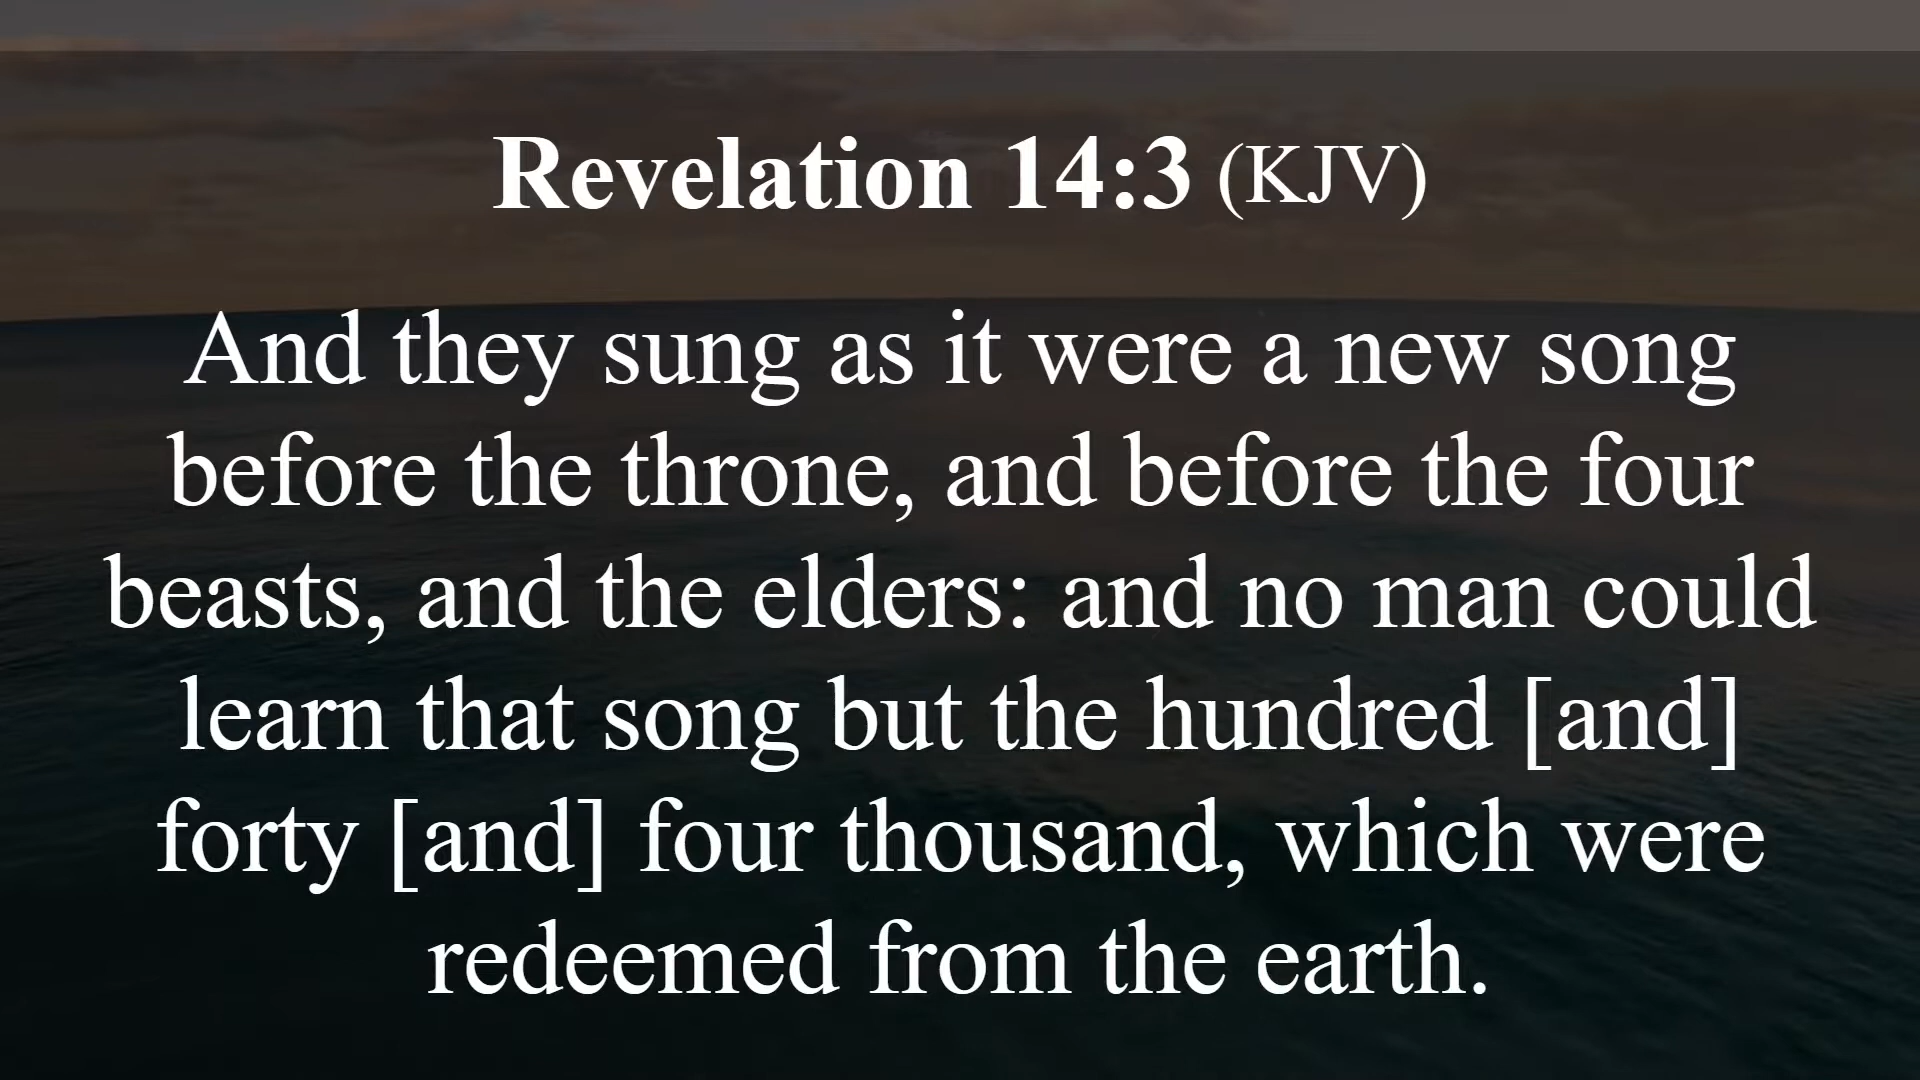 Revelation 14:3 (KJV)
And they sung as it were a new song
before the throne, and before the four
beasts, and the elders: and no man could
learn that song but the hundred [and]
forty [and] four thousand, which were
redeemed from the earth.